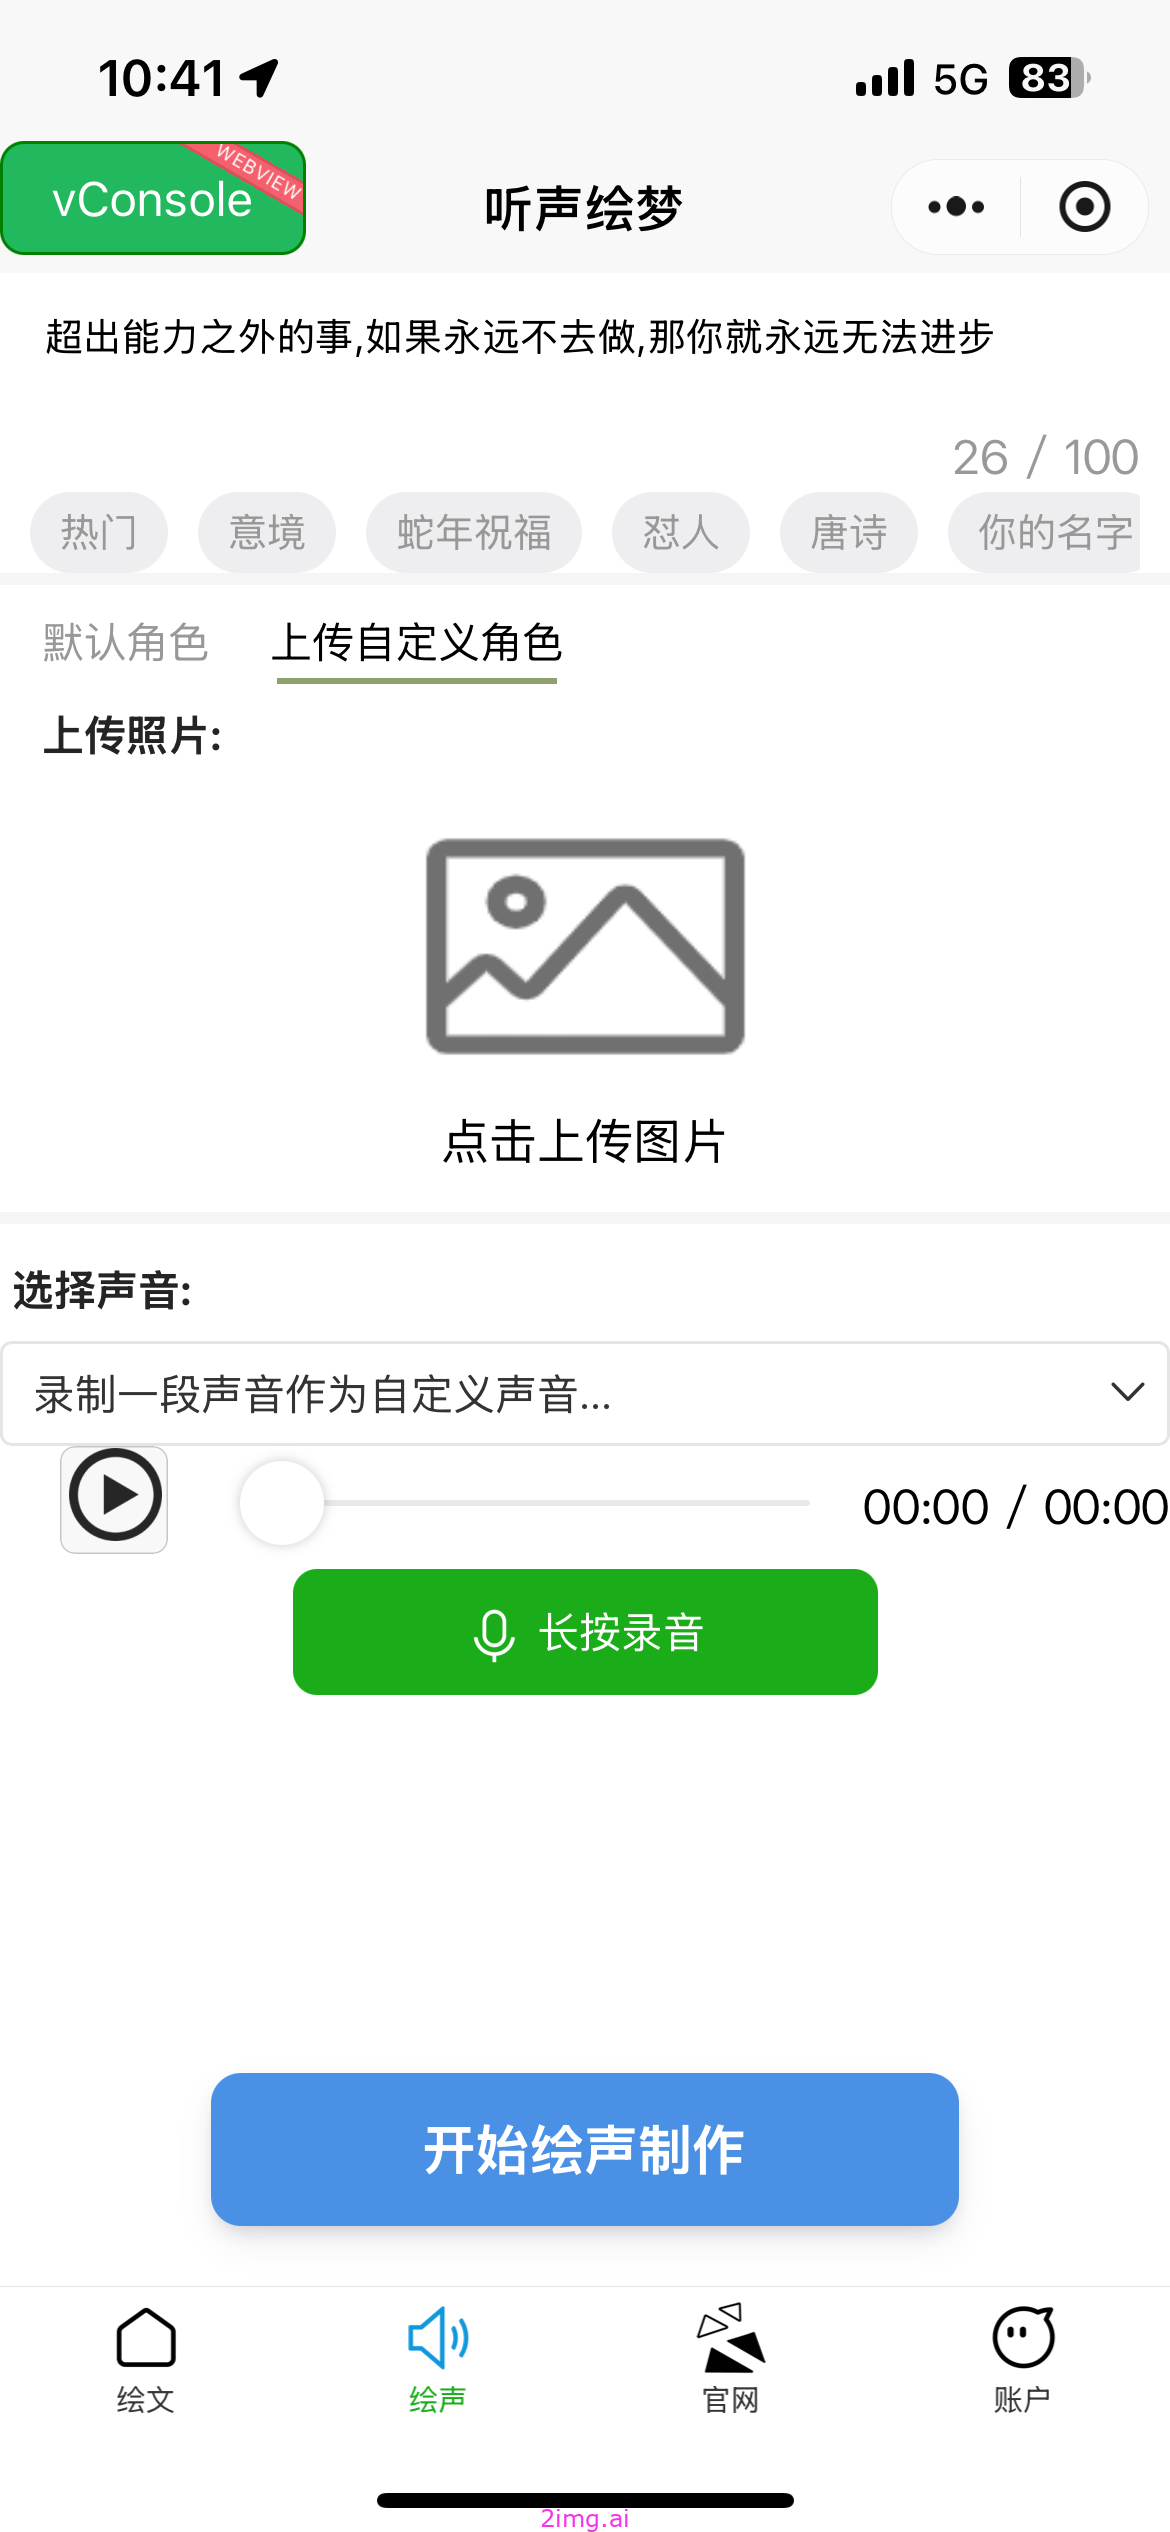 10:41
5G
83
vConsole
WEBVIEW
听声绘梦
超出能力之外的事,如果永远不去做,那你就永远无法进步
26 / 100
热门 意境 蛇年祝福 怼人 唐诗 你的名字
默认角色 上传自定义角色
上传照片:
点击上传图片
选择声音:
录制一段声音作为自定义声音...
00:00 / 00:00
长按录音
开始绘声制作
绘文 绘声 官网 账户
2img.ai